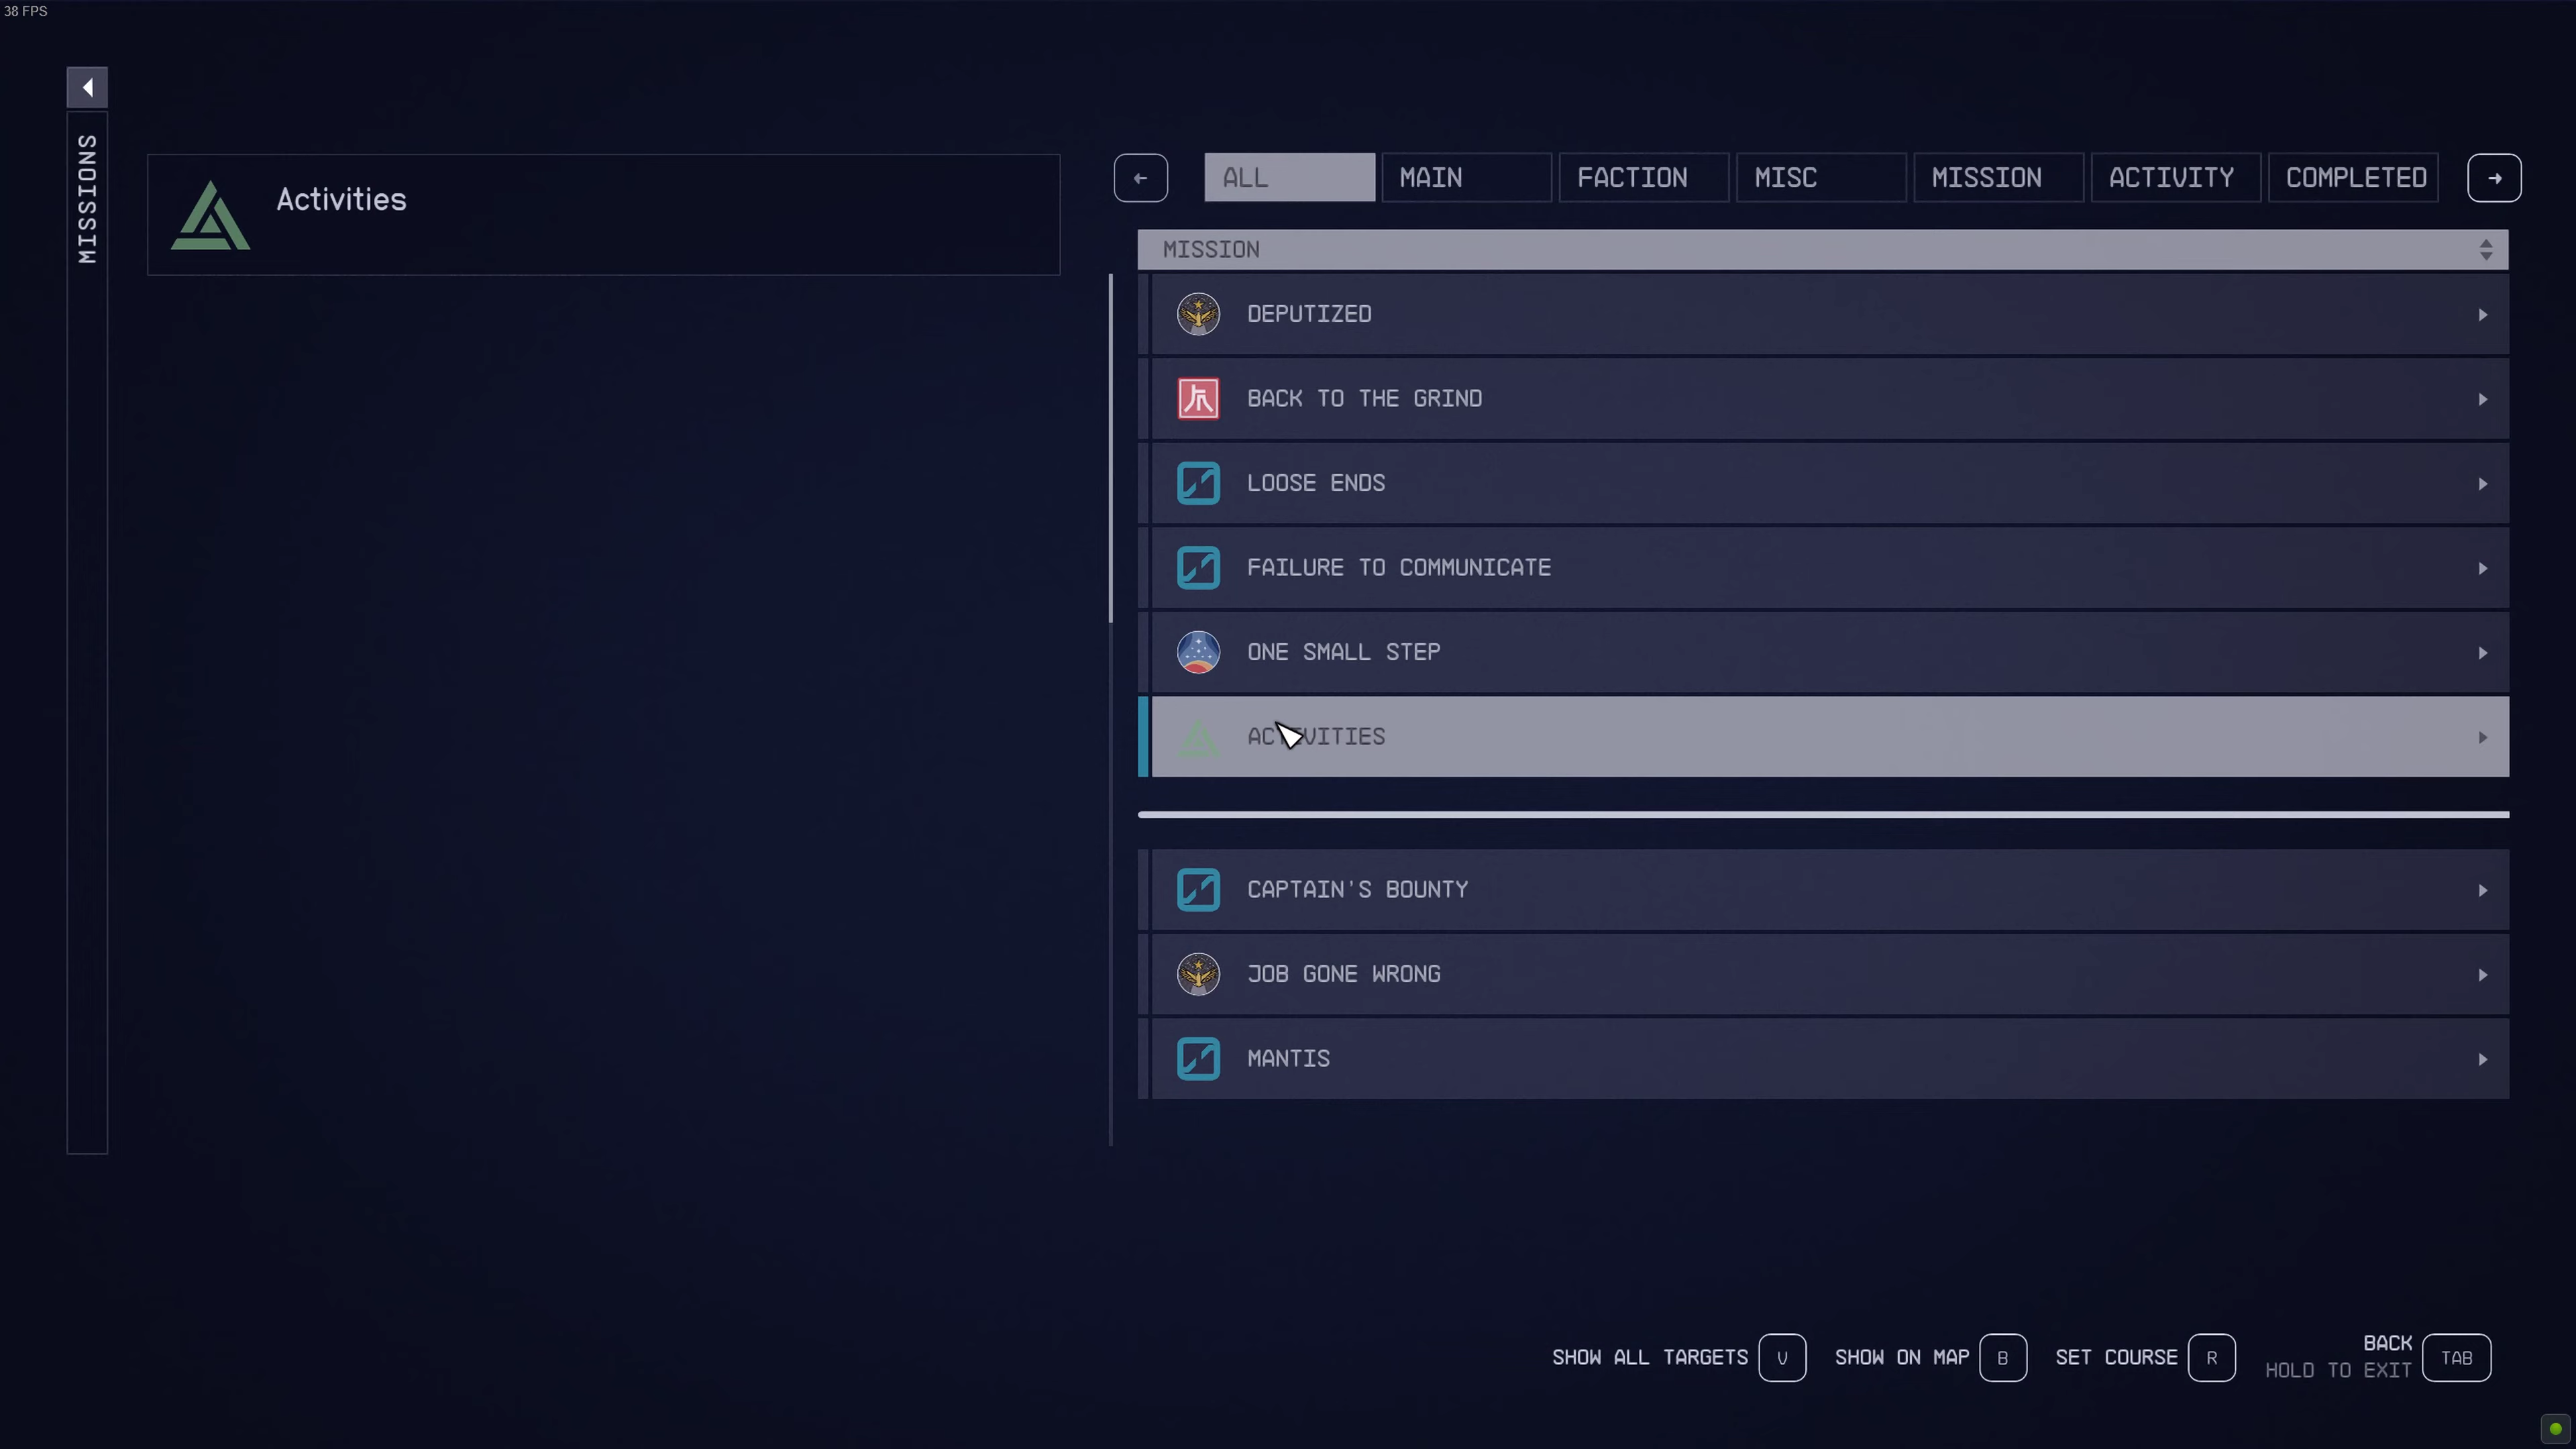 38 FPS
MISSIONS
Activities
ALL
MAIN
FACTION
MISC
MISSION
ACTIVITY
COMPLETED
MISSION
DEPUTIZED
BACK TO THE GRIND
LOOSE ENDS
FAILURE TO COMMUNICATE
ONE SMALL STEP
ACTIVITIES
CAPTAIN'S BOUNTY
JOB GONE WRONG
MANTIS
SHOW ALL TARGETS V
SHOW ON MAP B
SET COURSE R
BACK
HOLD TO EXIT
TAB